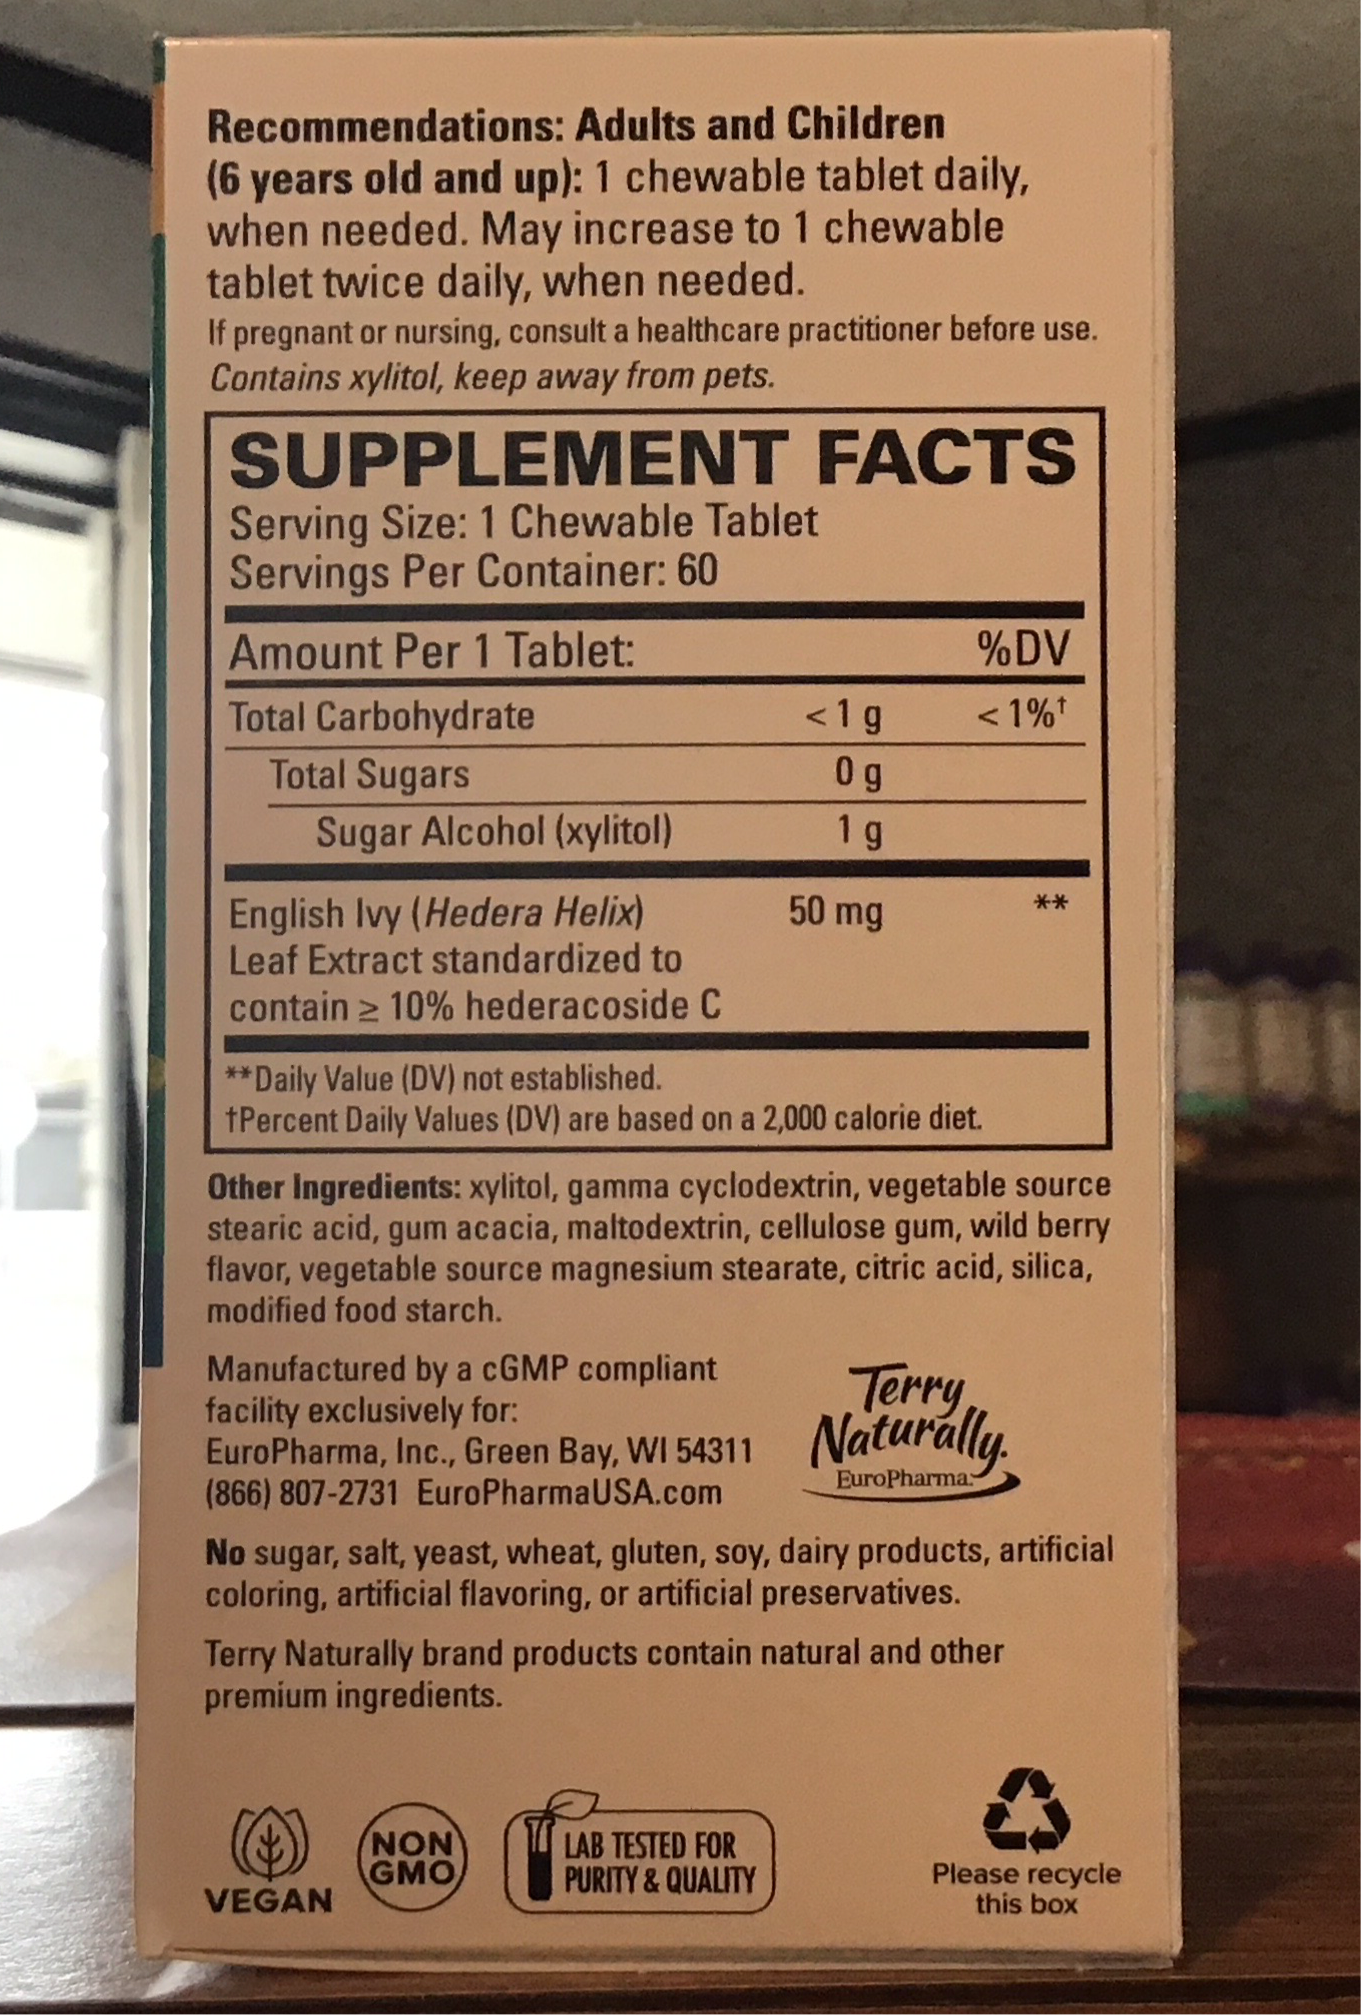 Recommendations: Adults and Children
(6 years old and up): 1 chewable tablet daily,
when needed. May increase to 1 chewable
tablet twice daily, when needed.
If pregnant or nursing, consult a healthcare practitioner before use.
Contains xylitol, keep away from pets.
SUPPLEMENT FACTS
Serving Size: 1 Chewable Tablet
Servings Per Container: 60
Amount Per 1 Tablet: %DV
Total Carbohydrate < 1 g < 1%†
Total Sugars 0 g
Sugar Alcohol (xylitol) 1 g
English Ivy (Hedera Helix) 50 mg **
Leaf Extract standardized to
contain ≥ 10% hederacoside C
**Daily Value (DV) not established.
†Percent Daily Values (DV) are based on a 2,000 calorie diet.
Other Ingredients: xylitol, gamma cyclodextrin, vegetable source
stearic acid, gum acacia, maltodextrin, cellulose gum, wild berry
flavor, vegetable source magnesium stearate, citric acid, silica,
modified food starch.
Manufactured by a cGMP compliant
facility exclusively for:
EuroPharma, Inc., Green Bay, WI 54311
(866) 807-2731 EuroPharmaUSA.com
Terry
Naturally.
EuroPharma.
No sugar, salt, yeast, wheat, gluten, soy, dairy products, artificial
coloring, artificial flavoring, or artificial preservatives.
Terry Naturally brand products contain natural and other
premium ingredients.
VEGAN
NON
GMO
LAB TESTED FOR
PURITY & QUALITY
Please recycle
this box